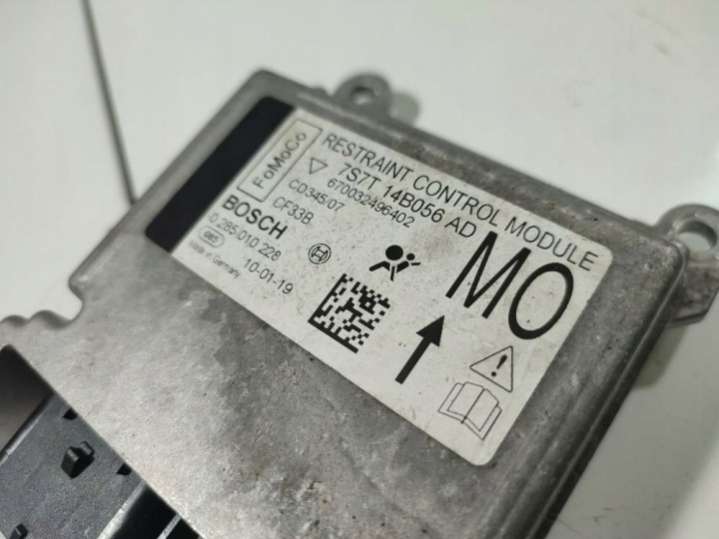 FoMoCo
RESTRAINT CONTROL MODULE
7S7T 14B056 AD
670032496402
CD345/07
CF33B
MO
BOSCH
0 285 010 228
Made in Germany
10-01-19